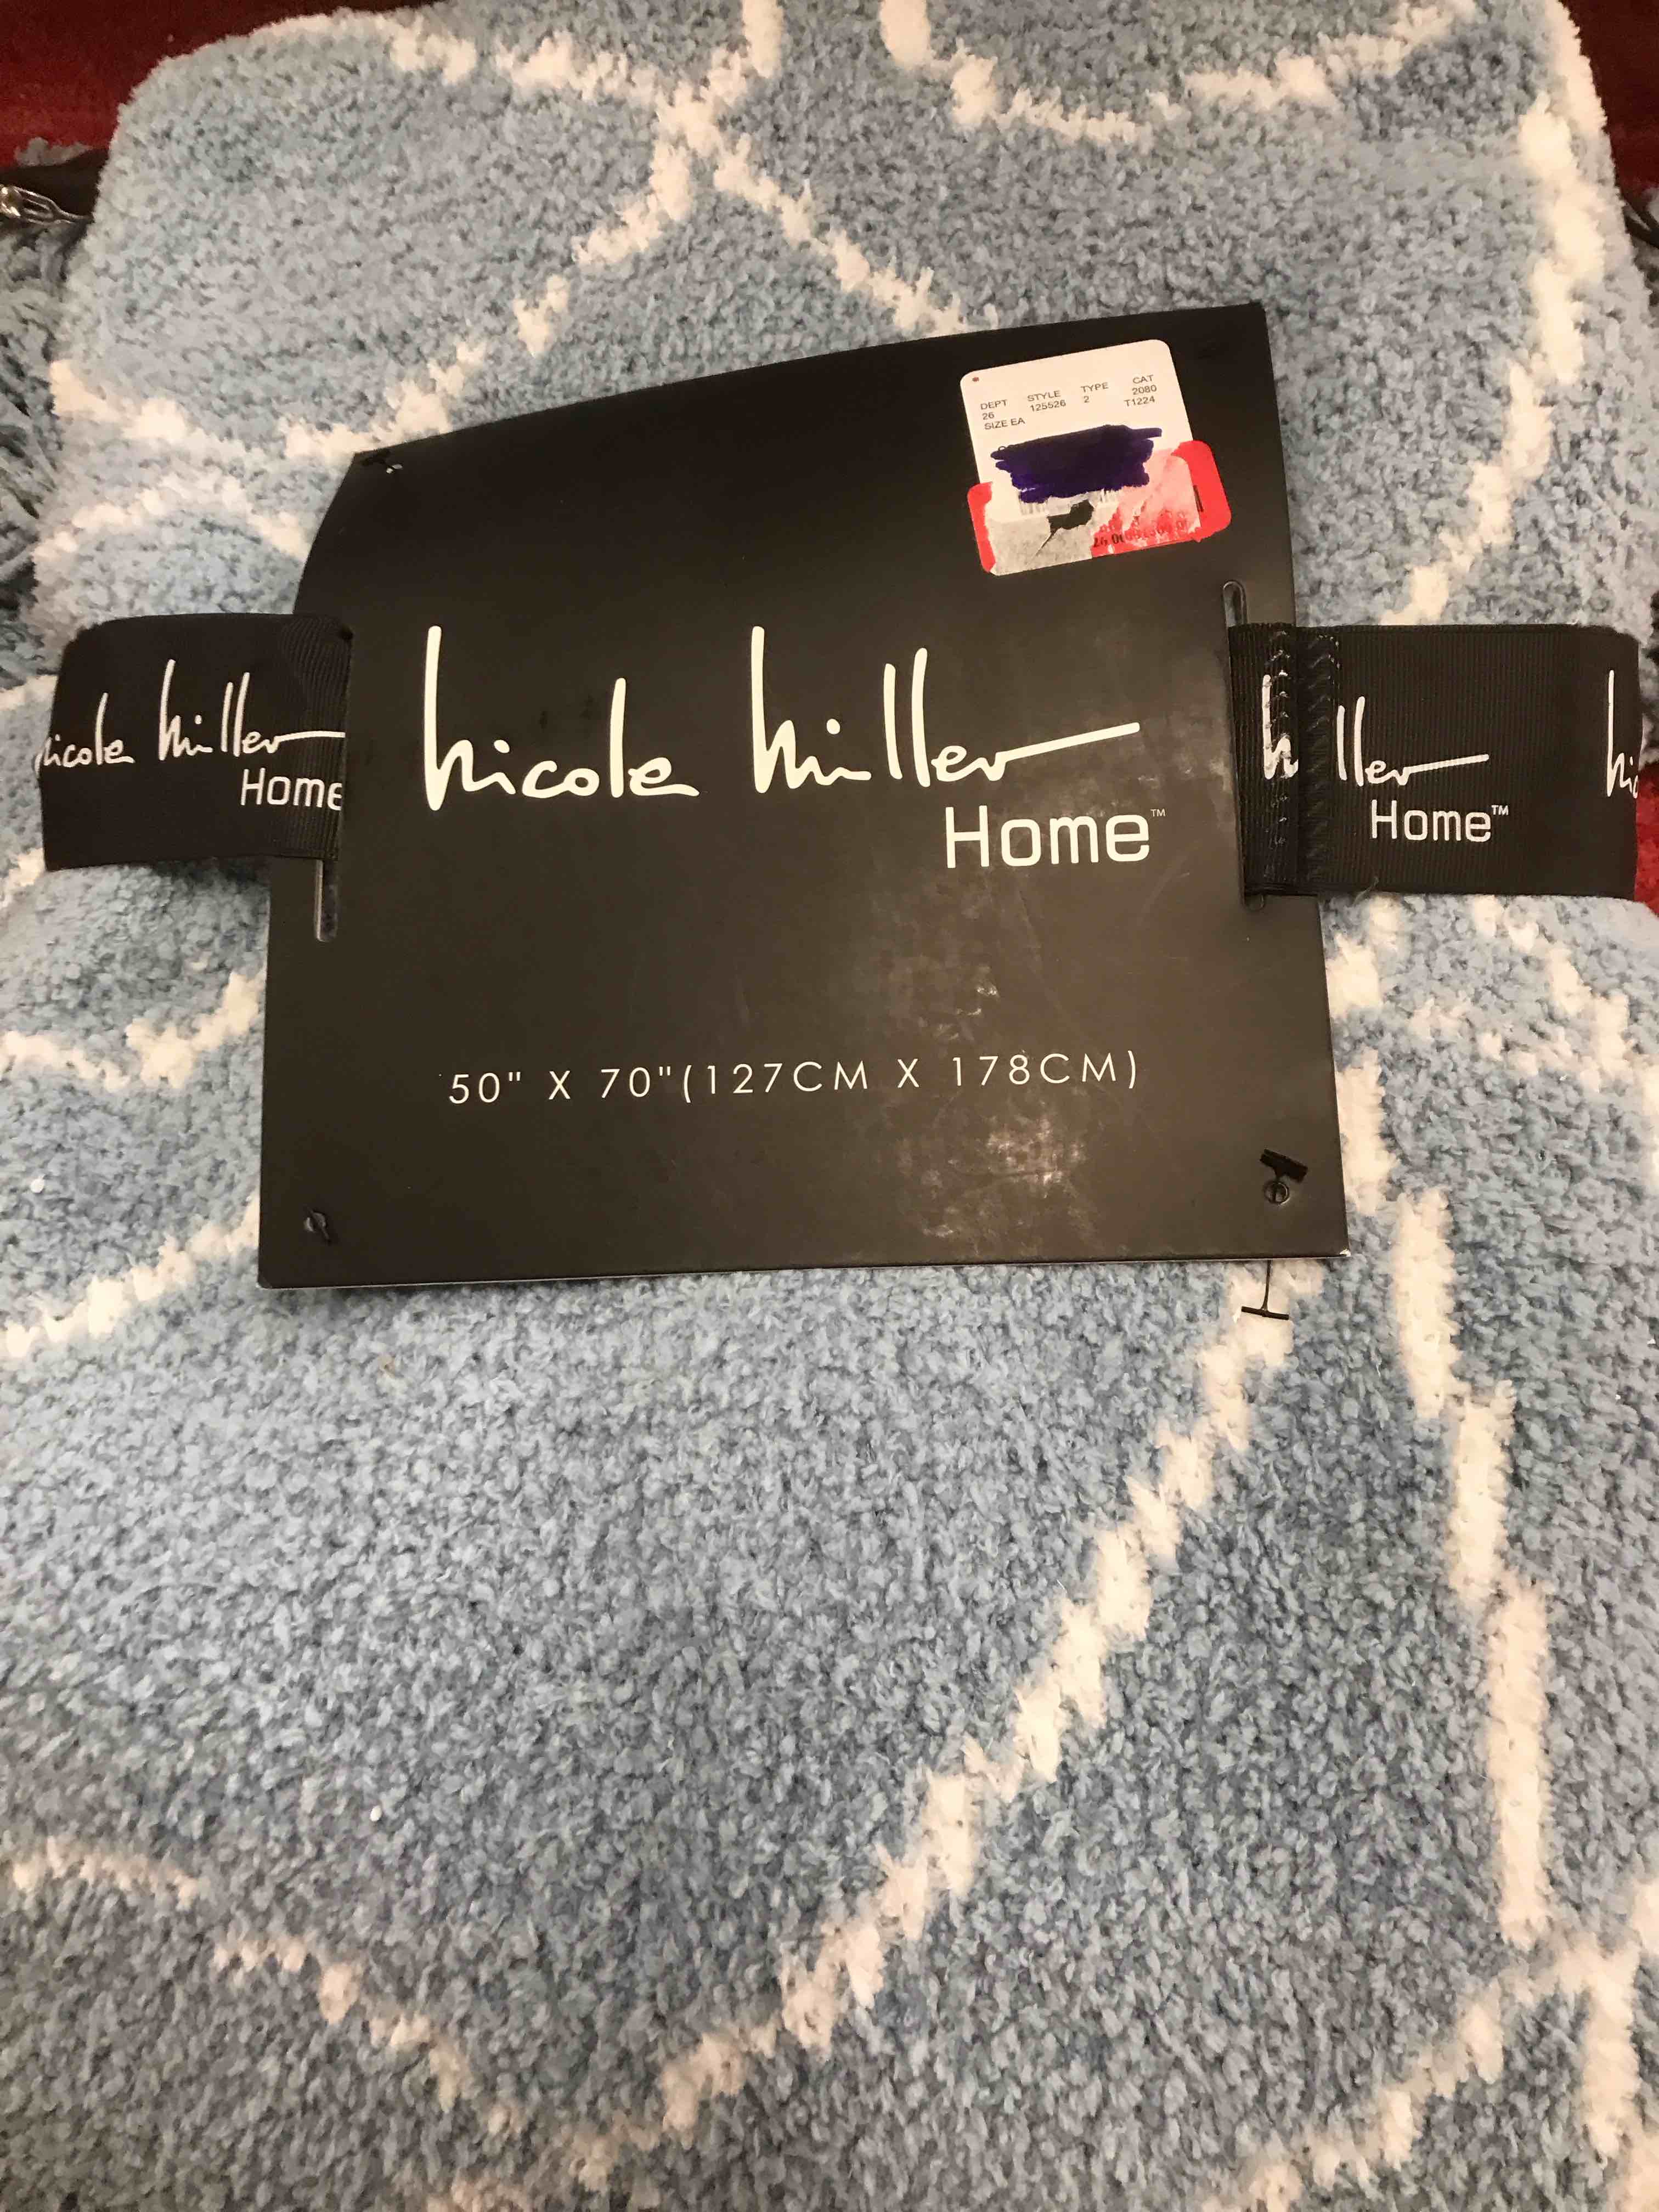 DEPT STYLE TYPE CAT
26 125526 2 2080
SIZE EA T1224
nicole miller
Home™
nicole miller
Home
miller
Home™
50" X 70"(127CM X 178CM)